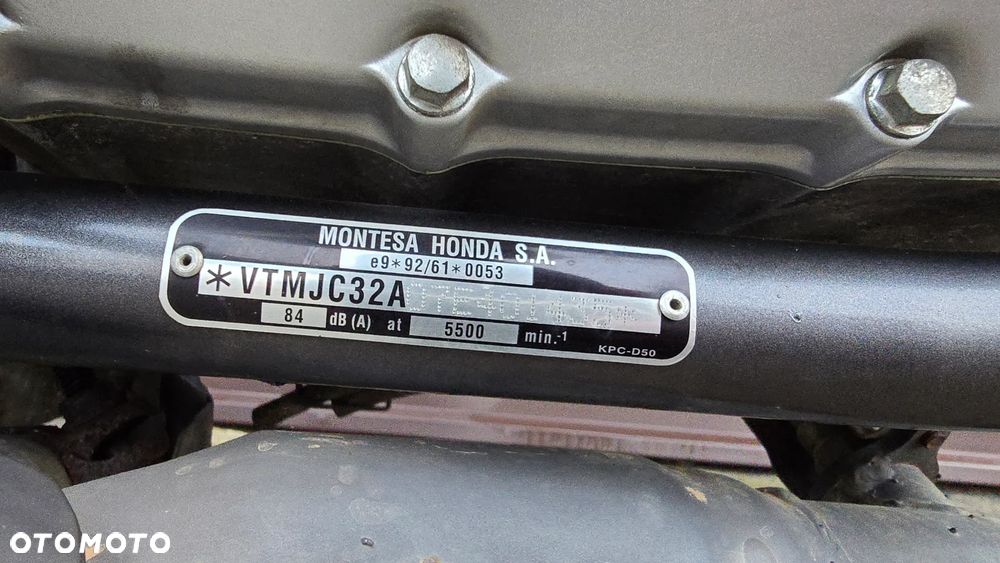 MONTESA HONDA S.A.
e9*92/61*0053
*VTMJC32A
84 dB (A) at 5500 min.-1
KPC-D50
OTOMOTO